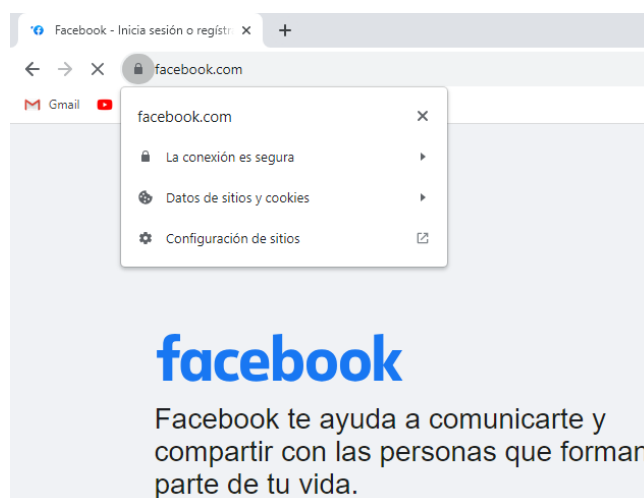 Facebook - Inicia sesión o regístr
facebook.com
Gmail
facebook.com
La conexión es segura
Datos de sitios y cookies
Configuración de sitios
facebook
Facebook te ayuda a comunicarte y
compartir con las personas que forman
parte de tu vida.